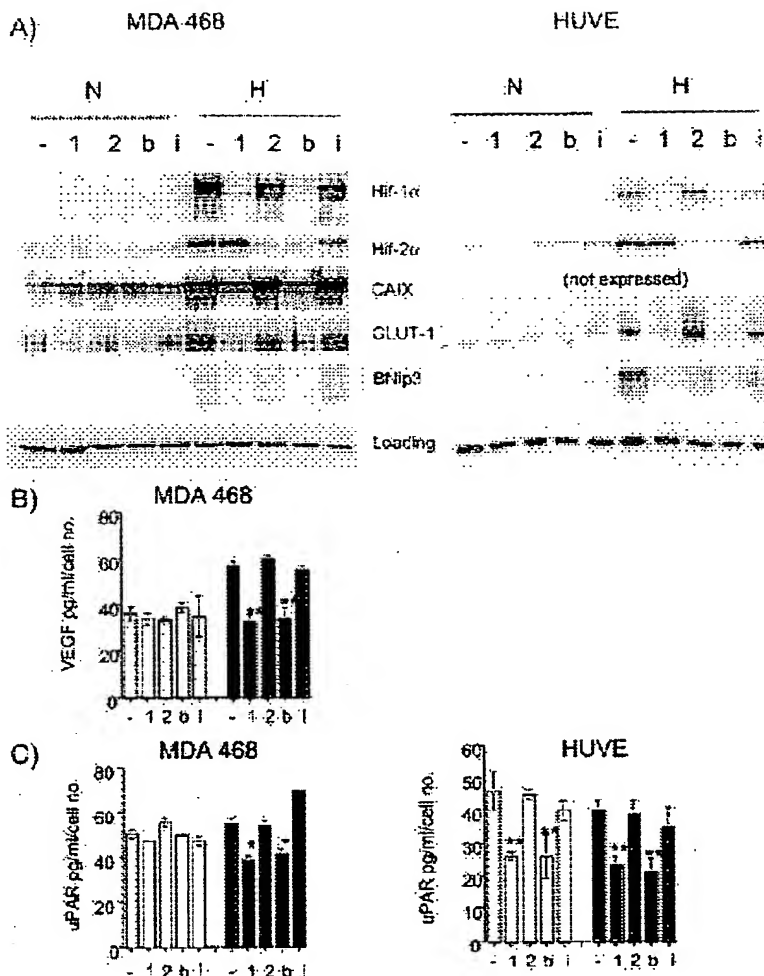 A) MDA 468 HUVE
N H N H
- 1 2 b i - 1 2 b i - 1 2 b i - 1 2 b i
Hif-1α
Hif-2α
CAIX (not expressed)
GLUT-1
BNip3
Loading
B) MDA 468
VEGF pg/ml/cell no.
80
60
40
20
0
- 1 2 b i - 1 2 b i
** **
C) MDA 468 HUVE
uPAR pg/ml/cell no.
80
60
40
20
0
* *
- 1 2 b i - 1 2 b i
uPAR pg/ml/cell no.
60
50
40
30
20
10
0
** ** ** **
- 1 2 b i - 1 2 b i